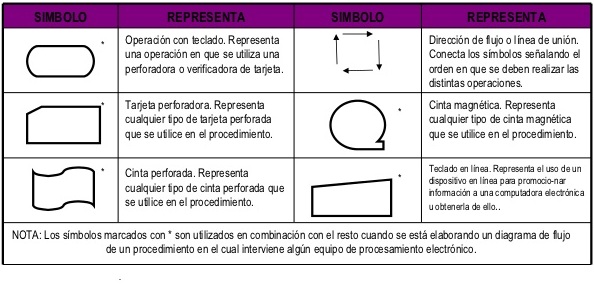 SIMBOLO REPRESENTA SIMBOLO REPRESENTA
*
Operación con teclado. Representa
una operación en que se utiliza una
perforadora o verificadora de tarjeta.
Dirección de flujo o línea de unión.
Conecta los símbolos señalando el
orden en que se deben realizar las
distintas operaciones.
*
Tarjeta perforadora. Representa
cualquier tipo de tarjeta perforada
que se utilice en el procedimiento.
*
Cinta magnética. Representa
cualquier tipo de cinta magnética
que se utilice en el procedimiento.
*
Cinta perforada. Representa
cualquier tipo de cinta perforada que
se utilice en el procedimiento.
*
Teclado en línea. Representa el uso de un
dispositivo en línea para promocio-nar
información a una computadora electrónica
u obtenerla de ello..
NOTA: Los símbolos marcados con * son utilizados en combinación con el resto cuando se está elaborando un diagrama de flujo
de un procedimiento en el cual interviene algún equipo de procesamiento electrónico.